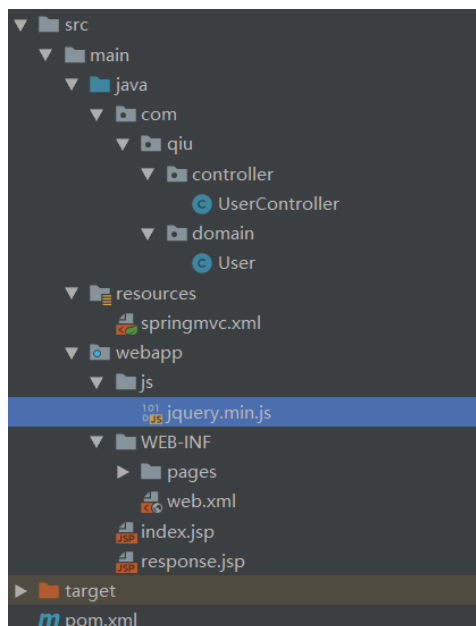 src
main
java
com
qiu
controller
UserController
domain
User
resources
springmvc.xml
webapp
js
jquery.min.js
WEB-INF
pages
web.xml
index.jsp
response.jsp
target
pom.xml